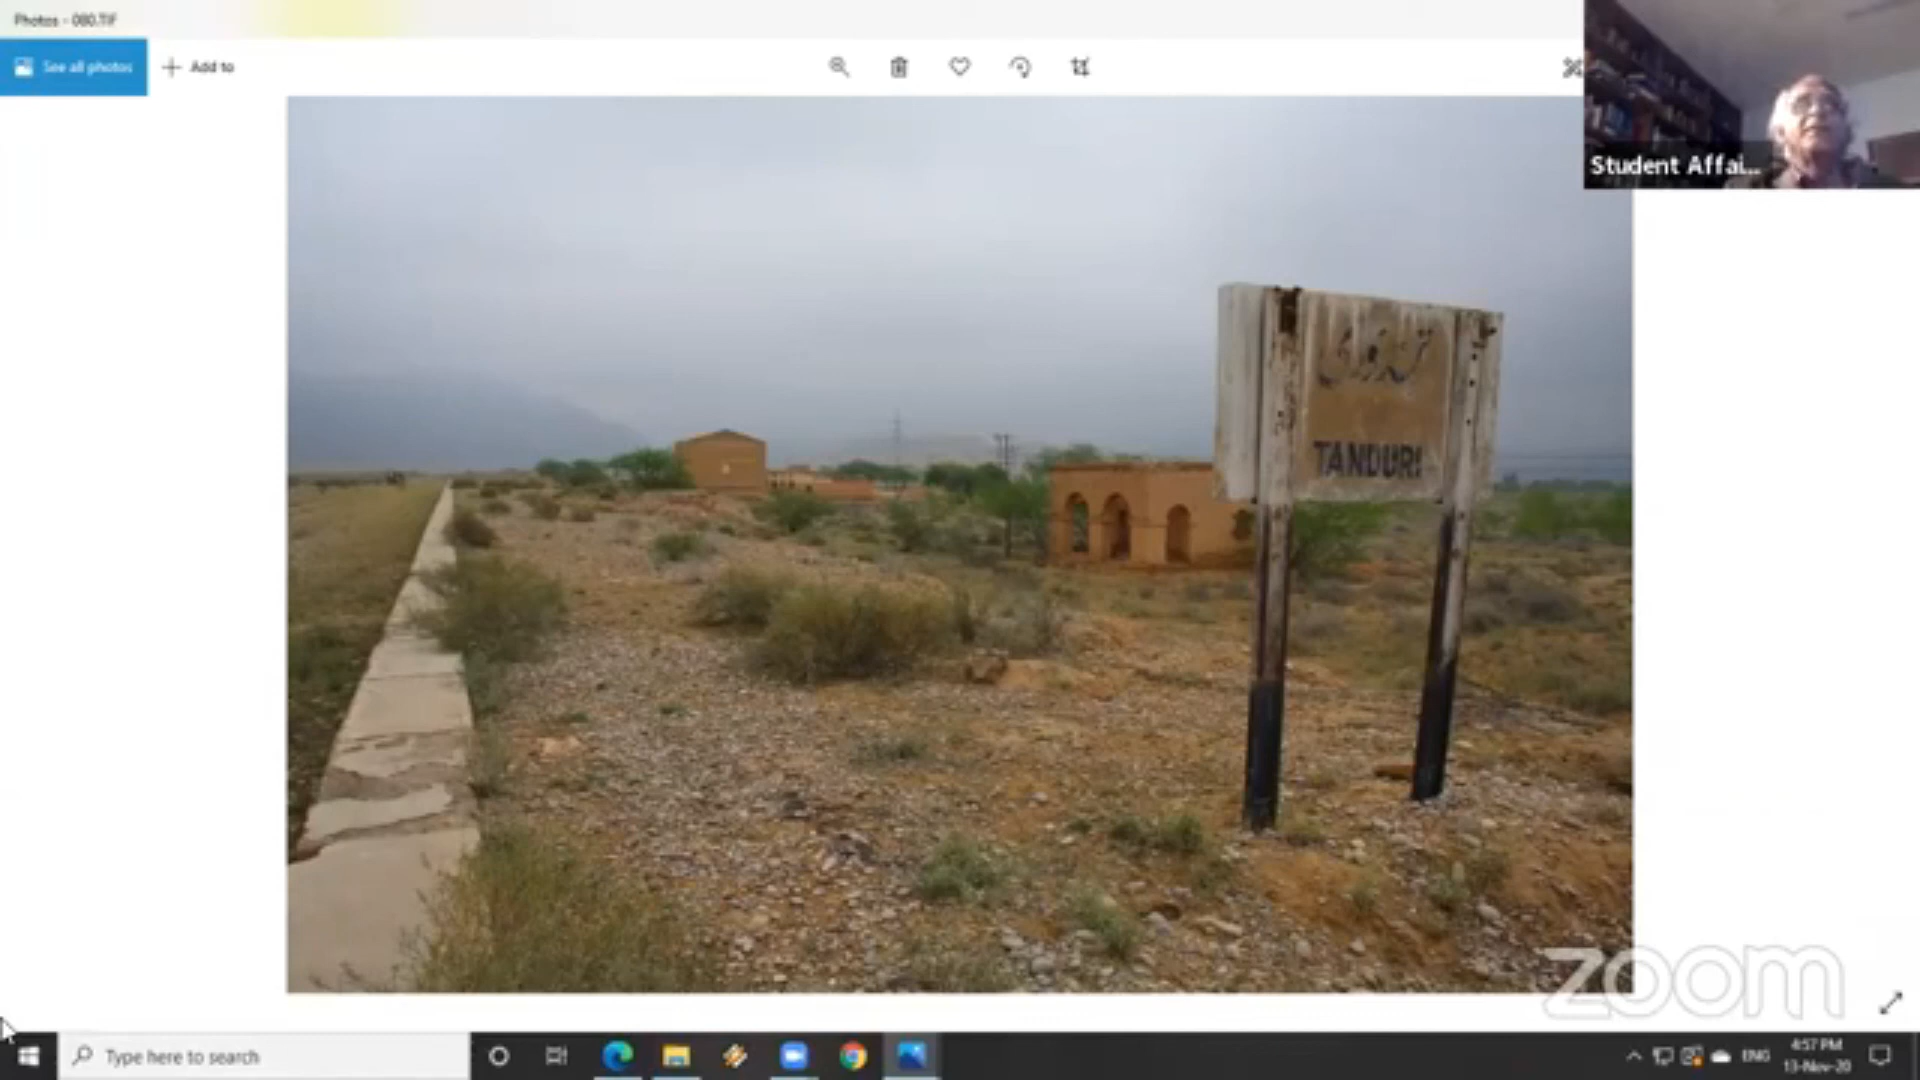 Photos - 080.TIF
See all photos
Add to
Student Affai...
تندوری
TANDURI
zoom
Type here to search
ENG
4:57 PM
13-Nov-20